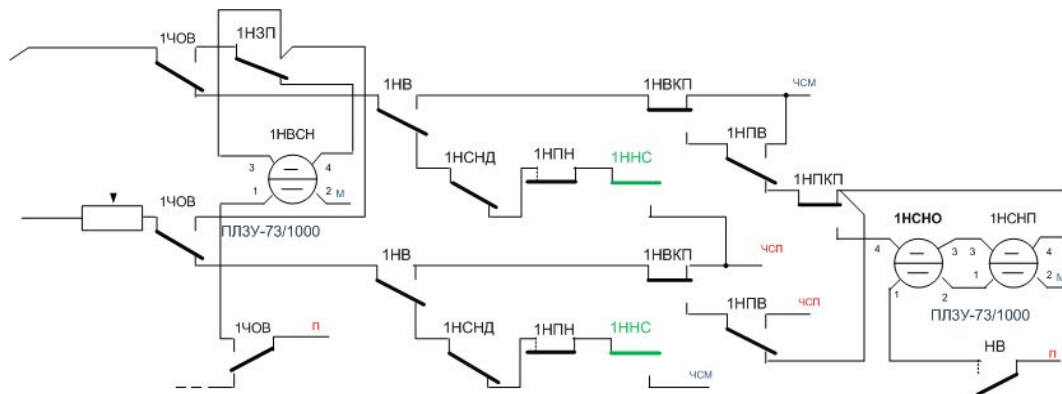 1ЧОВ
1НЗП
1НВ
1НВКП
ЧСМ
1НВСН
3
4
1
2
М
1НСНД
1НПН
1ННС
1НПВ
1НПКП
1ЧОВ
ПЛЗУ-73/1000
1НСНО
1НСНП
4
3
3
4
1
2
1
2
М
ПЛЗУ-73/1000
1НВ
1НВКП
ЧСП
1НПВ
ЧСП
1ЧОВ
П
1НСНД
1НПН
1ННС
ЧСМ
НВ
П